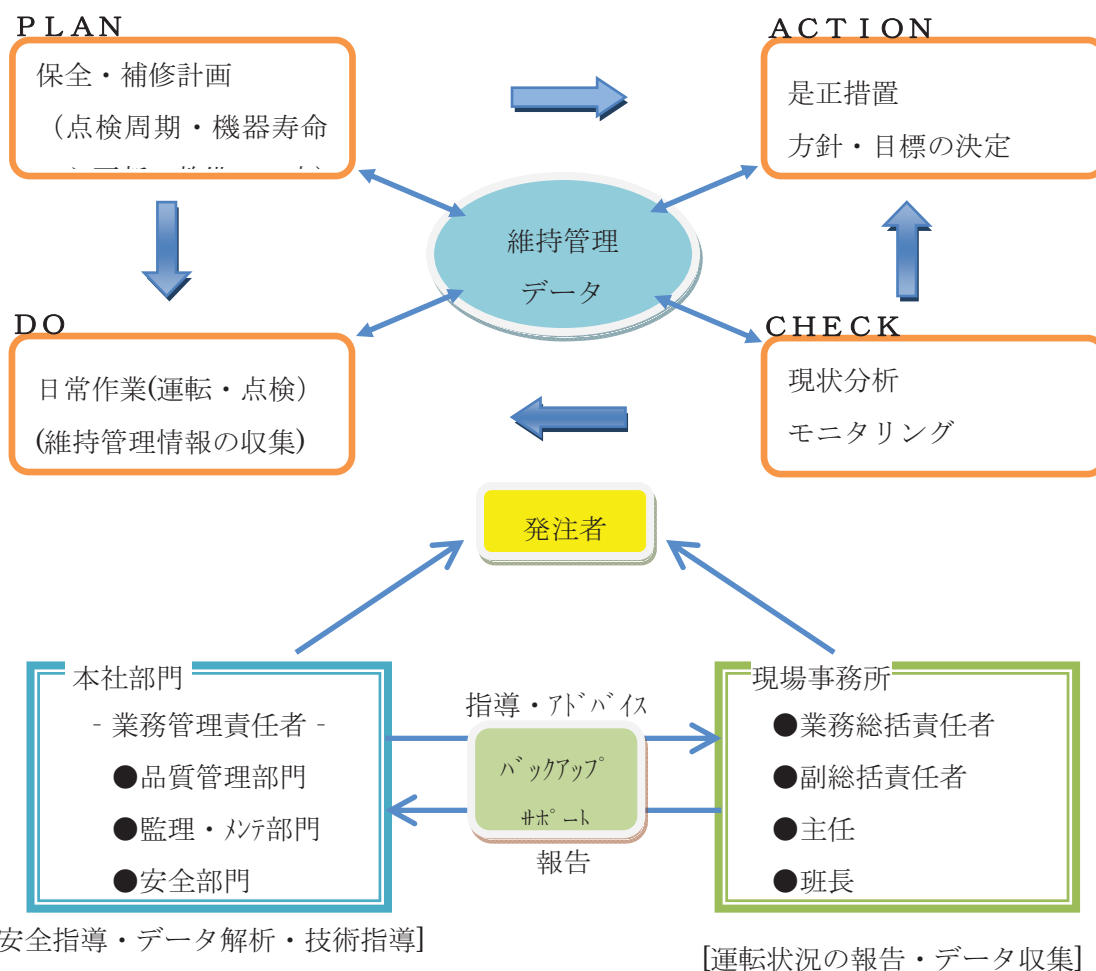 ＰＬＡＮ
保全・補修計画
（点検周期・機器寿命
ＡＣＴＩＯＮ
是正措置
方針・目標の決定
維持管理
データ
ＤＯ
日常作業(運転・点検）
(維持管理情報の収集)
ＣＨＥＣＫ
現状分析
モニタリング
発注者
本社部門
- 業務管理責任者 -
●品質管理部門
●監理・ﾒﾝﾃ部門
●安全部門
安全指導・データ解析・技術指導]
指導・ｱﾄﾞﾊﾞｲｽ
ﾊﾞｯｸｱｯﾌﾟ
ｻﾎﾟｰﾄ
報告
現場事務所
●業務総括責任者
●副総括責任者
●主任
●班長
[運転状況の報告・データ収集]